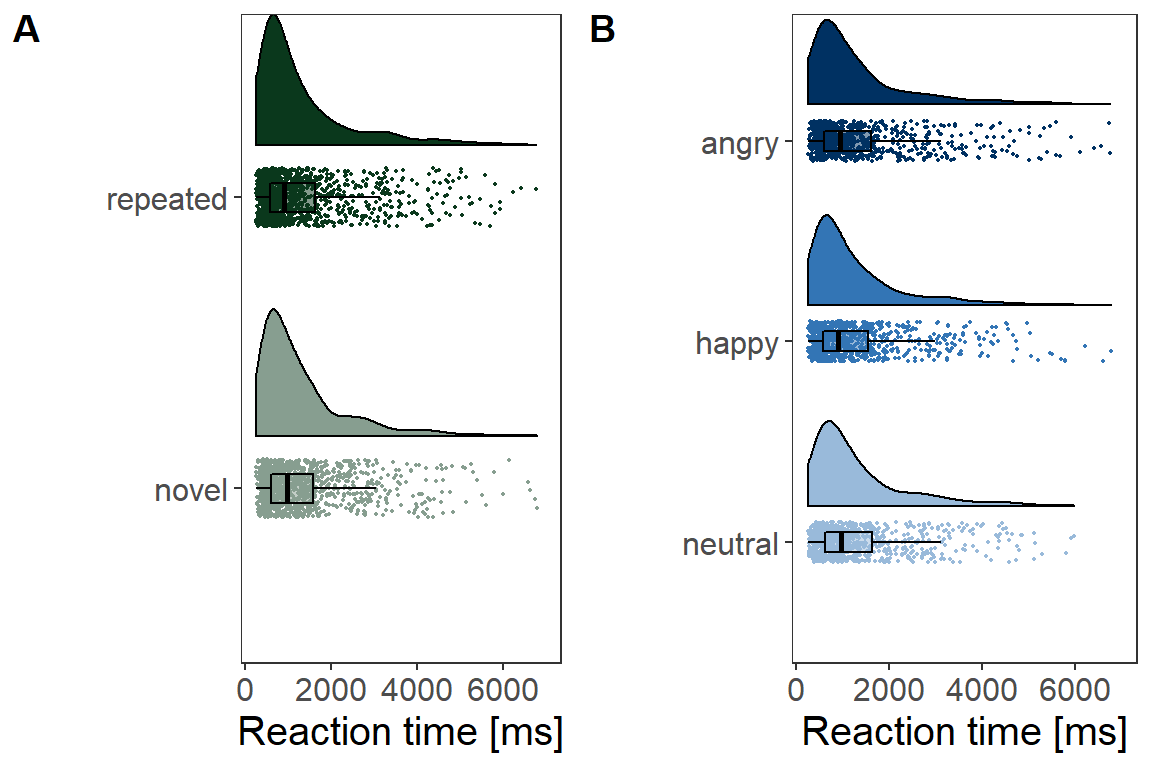 A
repeated
novel
0 2000 4000 6000
Reaction time [ms]
B
angry
happy
neutral
0 2000 4000 6000
Reaction time [ms]